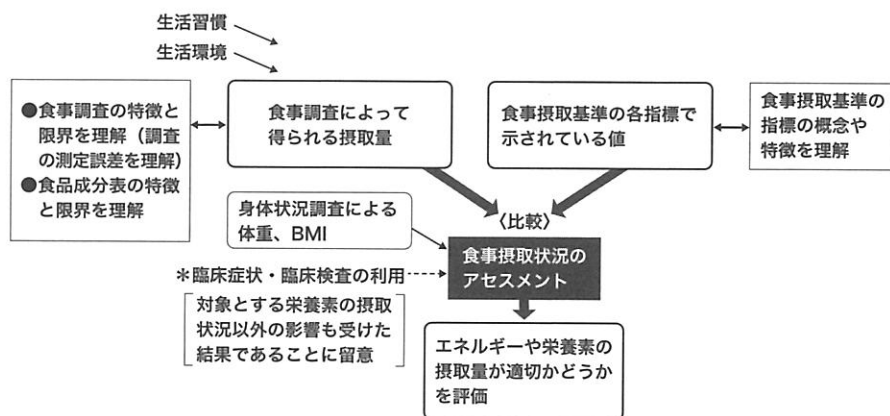 生活習慣
生活環境
●食事調査の特徴と
限界を理解（調査
の測定誤差を理解）
●食品成分表の特徴
と限界を理解
食事調査によって
得られる摂取量
食事摂取基準の各指標で
示されている値
食事摂取基準の
指標の概念や
特徴を理解
〈比較〉
身体状況調査による
体重、BMI
食事摂取状況の
アセスメント
＊臨床症状・臨床検査の利用
対象とする栄養素の摂取
状況以外の影響も受けた
結果であることに留意
エネルギーや栄養素の
摂取量が適切かどうか
を評価